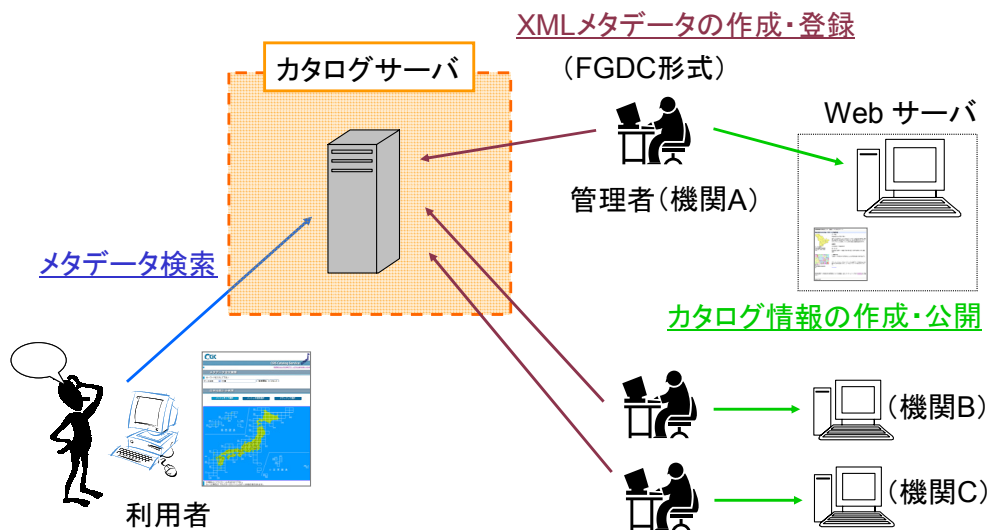 XMLメタデータの作成・登録
(FGDC形式)
カタログサーバ
Web サーバ
管理者(機関A)
メタデータ検索
カタログ情報の作成・公開
(機関B)
(機関C)
利用者